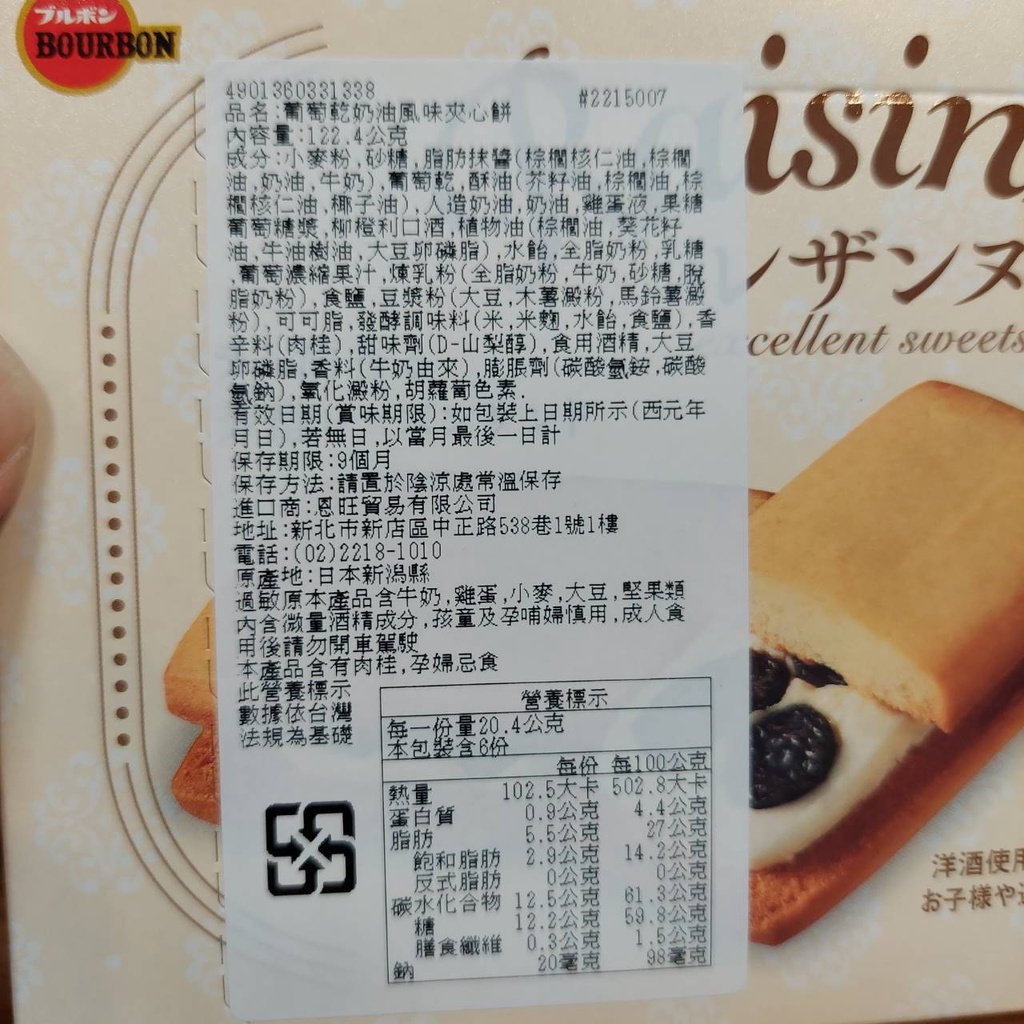 ブルボン
BOURBON
4901360331338
#2215007
品名:葡萄乾奶油風味夾心餅
內容量:122.4公克
成分:小麥粉,砂糖,脂肪抹醬(棕櫚核仁油,棕櫚
油,奶油,牛奶),葡萄乾,酥油(芥籽油,棕櫚油,棕
櫚核仁油,椰子油),人造奶油,奶油,雞蛋液,果糖
葡萄糖漿,柳橙利口酒,植物油(棕櫚油,葵花籽
油,牛油樹油,大豆卵磷脂),水飴,全脂奶粉,乳糖
,葡萄濃縮果汁,煉乳粉(全脂奶粉,牛奶,砂糖,脫
脂奶粉),食鹽,豆漿粉(大豆,木薯澱粉,馬鈴薯澱
粉),可可脂,發酵調味料(米,米麴,水飴,食鹽),香
辛料(肉桂),甜味劑(D-山梨醇),食用酒精,大豆
卵磷脂,香料(牛奶由來),膨脹劑(碳酸氫銨,碳酸
氫鈉),氧化澱粉,胡蘿蔔色素.
有效日期(賞味期限):如包裝上日期所示(西元年
月日),若無日,以當月最後一日計
保存期限:9個月
保存方法:請置於陰涼處常溫保存
進口商:恩旺貿易有限公司
地址:新北市新店區中正路538巷1號1樓
電話:(02)2218-1010
原產地:日本新潟縣
過敏原本產品含牛奶,雞蛋,小麥,大豆,堅果類
內含微量酒精成分,孩童及孕哺婦慎用,成人食
用後請勿開車駕駛
本產品含有肉桂,孕婦忌食
此營養標示
數據依台灣
法規為基礎
營養標示
每一份量20.4公克
本包裝含6份
每份 每100公克
熱量 102.5大卡 502.8大卡
蛋白質 0.9公克 4.4公克
脂肪 5.5公克 27公克
飽和脂肪 2.9公克 14.2公克
反式脂肪 0公克 0公克
碳水化合物 12.5公克 61.3公克
糖 12.2公克 59.8公克
膳食纖維 0.3公克 1.5公克
鈉 20毫克 98毫克
aisin
ンザンヌ
xcellent sweets
洋酒使用
お子様や